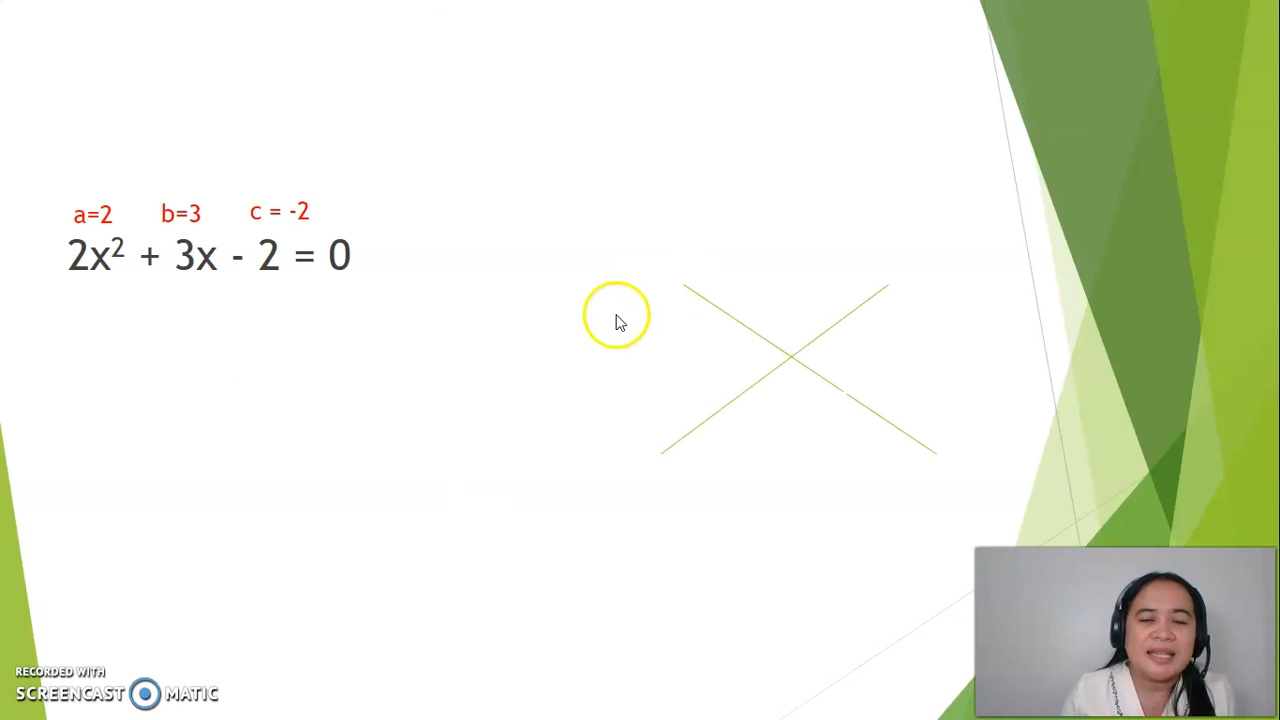 a=2 b=3 c = -2
2x² + 3x - 2 = 0
RECORDED WITH
SCREENCAST MATIC